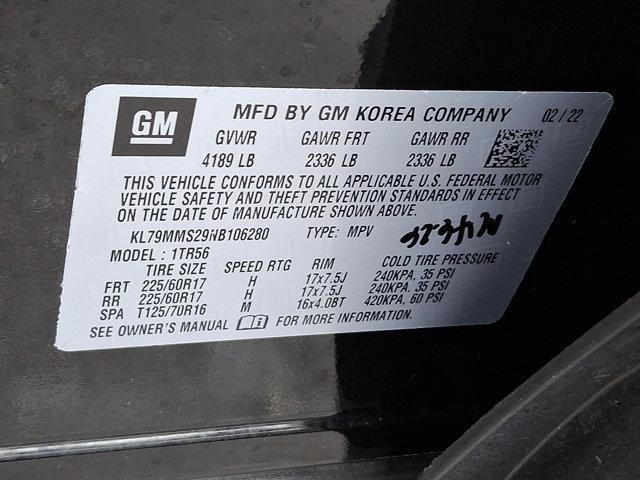 GM MFD BY GM KOREA COMPANY 02 / 22
GVWR GAWR FRT GAWR RR
4189 LB 2336 LB 2336 LB
THIS VEHICLE CONFORMS TO ALL APPLICABLE U.S. FEDERAL MOTOR
VEHICLE SAFETY AND THEFT PREVENTION STANDARDS IN EFFECT
ON THE DATE OF MANUFACTURE SHOWN ABOVE.
KL79MMS29NB106280 TYPE: MPV
MODEL : 1TR56
TIRE SIZE SPEED RTG RIM COLD TIRE PRESSURE
FRT 225/60R17 H 17x7.5J 240KPA, 35 PSI
RR 225/60R17 H 17x7.5J 240KPA, 35 PSI
SPA T125/70R16 M 16x4.0BT 420KPA, 60 PSI
SEE OWNER'S MANUAL FOR MORE INFORMATION.